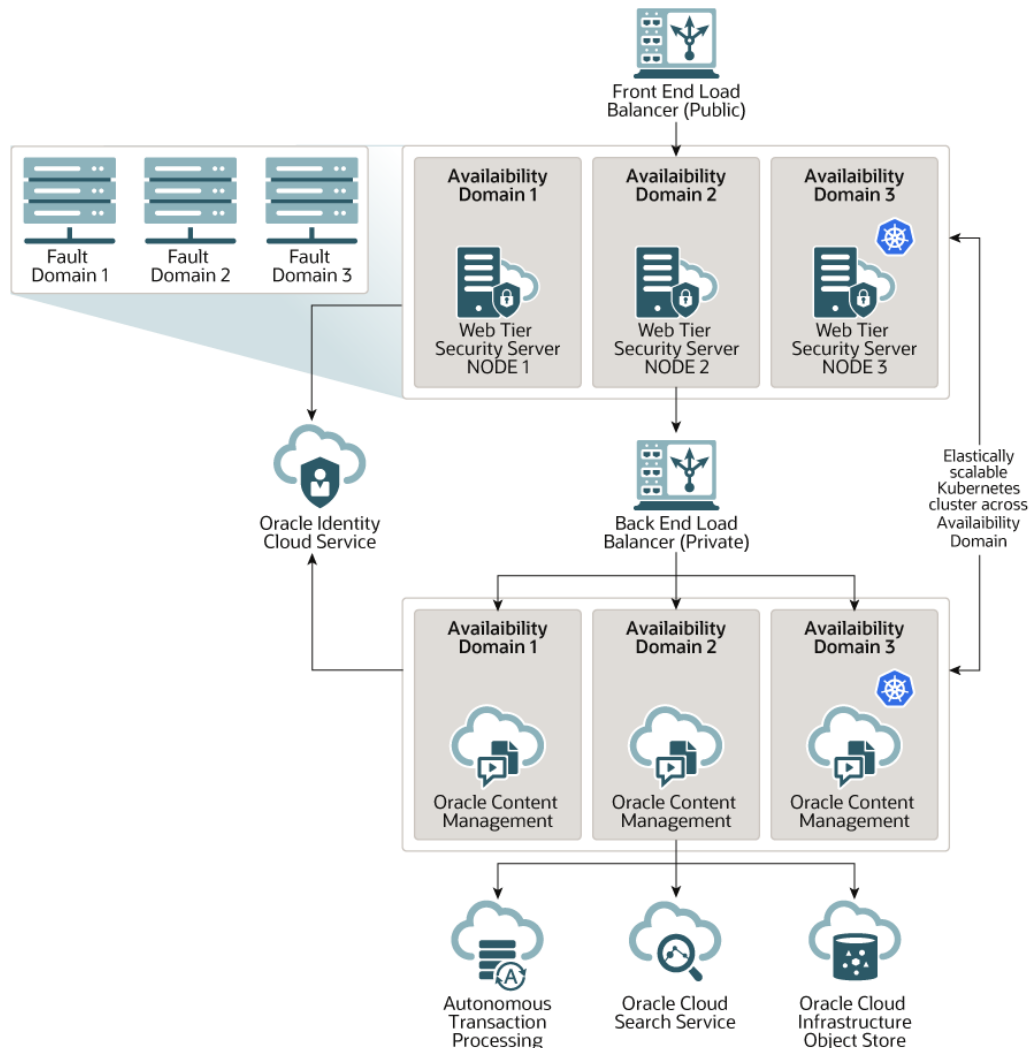 Front End Load
Balancer (Public)
Fault
Domain 1
Fault
Domain 2
Fault
Domain 3
Availaibility
Domain 1
Availaibility
Domain 2
Availaibility
Domain 3
Web Tier
Security Server
NODE 1
Web Tier
Security Server
NODE 2
Web Tier
Security Server
NODE 3
Oracle Identity
Cloud Service
Back End Load
Balancer (Private)
Elastically
scalable
Kubernetes
cluster across
Availaibility
Domain
Availaibility
Domain 1
Availaibility
Domain 2
Availaibility
Domain 3
Oracle Content
Management
Oracle Content
Management
Oracle Content
Management
A
Autonomous
Transaction
Processing
Oracle Cloud
Search Service
Oracle Cloud
Infrastructure
Object Store